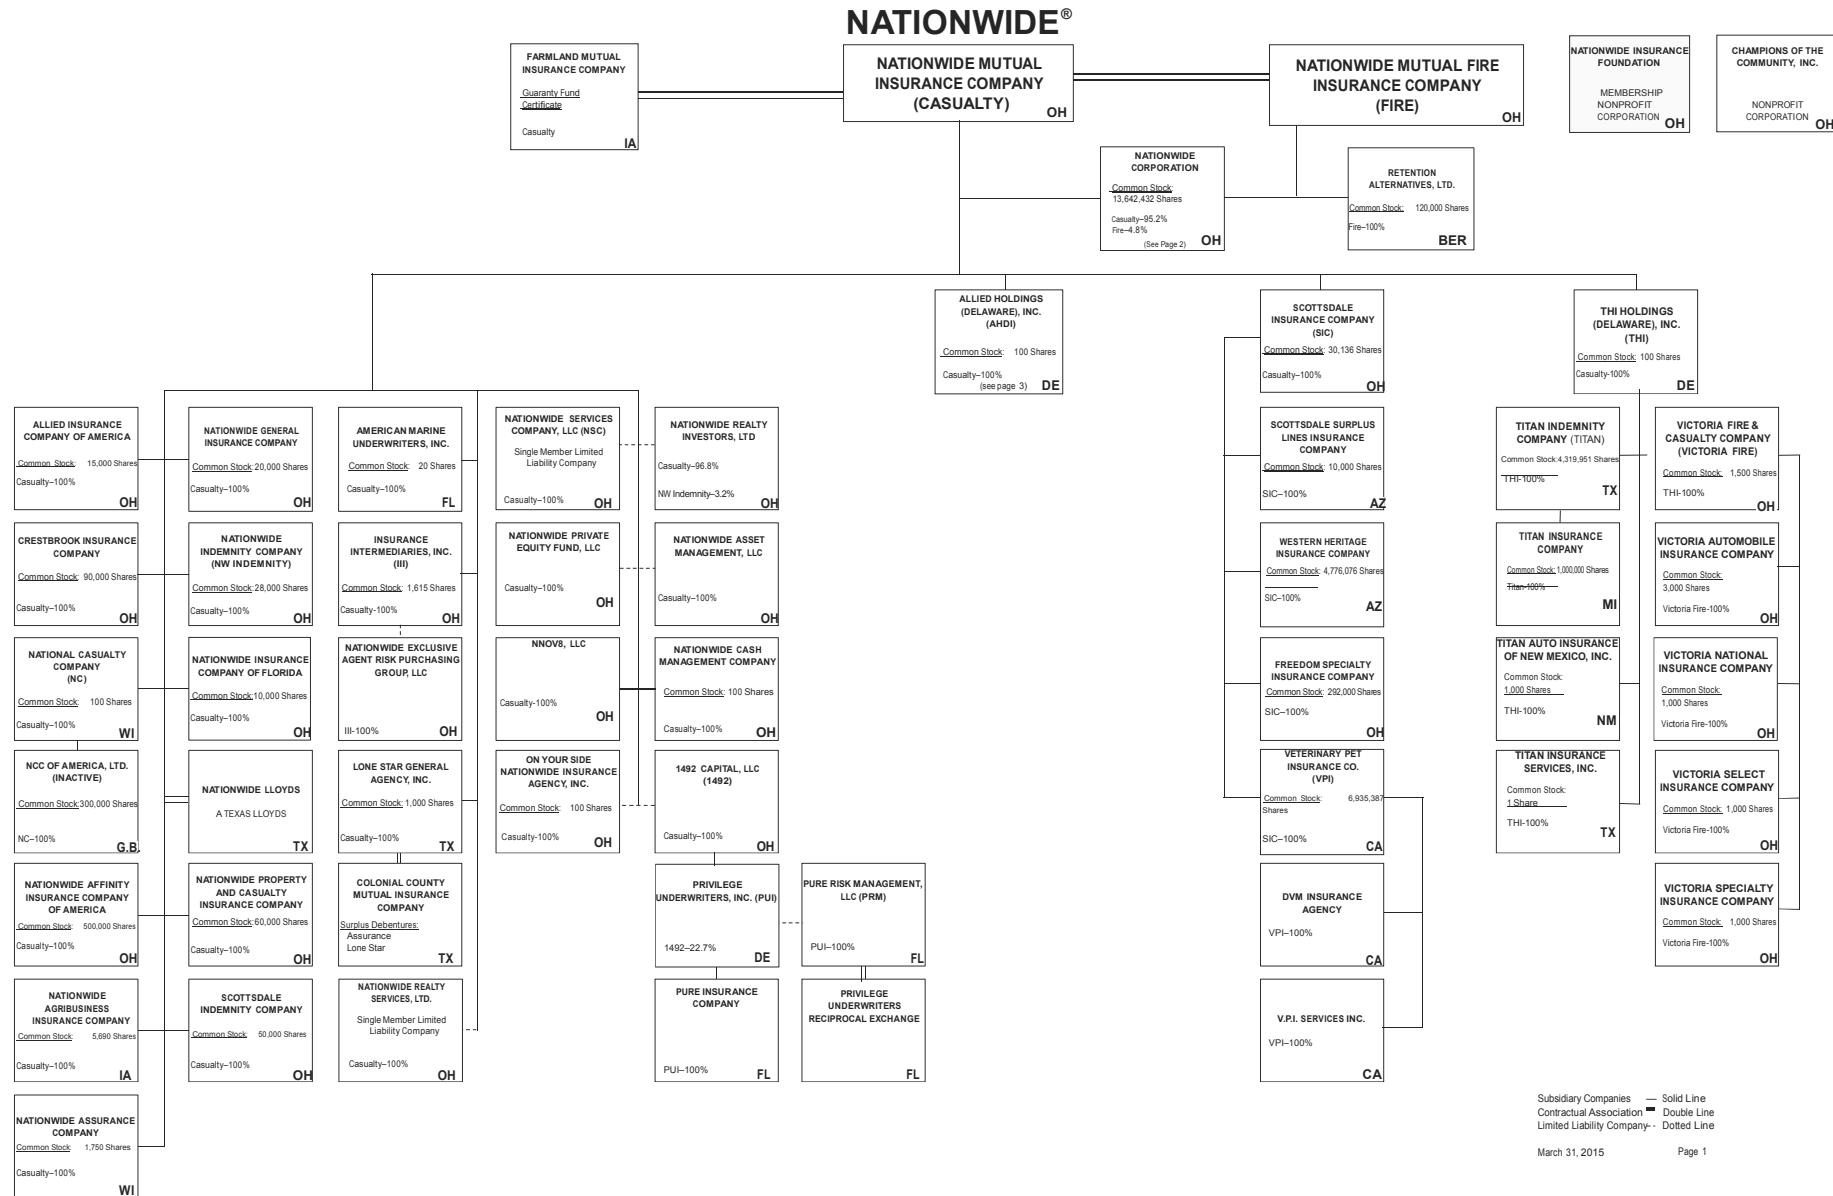 NATIONWIDE®
FARMLAND MUTUAL
INSURANCE COMPANY
Guaranty Fund
Certificate
Casualty
IA
NATIONWIDE MUTUAL
INSURANCE COMPANY
(CASUALTY)
OH
NATIONWIDE MUTUAL FIRE
INSURANCE COMPANY
(FIRE)
OH
NATIONWIDE INSURANCE
FOUNDATION
MEMBERSHIP
NONPROFIT
CORPORATION
OH
CHAMPIONS OF THE
COMMUNITY, INC.
NONPROFIT
CORPORATION
OH
NATIONWIDE
CORPORATION
Common Stock:
13,642,432 Shares
Casualty–95.2%
Fire–4.8%
(See Page 2)
OH
RETENTION
ALTERNATIVES, LTD.
Common Stock: 120,000 Shares
Fire–100%
BER
ALLIED HOLDINGS
(DELAWARE), INC.
(AHDI)
Common Stock: 100 Shares
Casualty–100%
(see page 3)
DE
SCOTTSDALE
INSURANCE COMPANY
(SIC)
Common Stock: 30,136 Shares
Casualty–100%
OH
THI HOLDINGS
(DELAWARE), INC.
(THI)
Common Stock: 100 Shares
Casualty-100%
DE
ALLIED INSURANCE
COMPANY OF AMERICA
Common Stock: 15,000 Shares
Casualty–100%
OH
NATIONWIDE GENERAL
INSURANCE COMPANY
Common Stock:20,000 Shares
Casualty–100%
OH
AMERICAN MARINE
UNDERWRITERS, INC.
Common Stock: 20 Shares
Casualty–100%
FL
NATIONWIDE SERVICES
COMPANY, LLC (NSC)
Single Member Limited
Liability Company
Casualty–100%
OH
NATIONWIDE REALTY
INVESTORS, LTD
Casualty–96.8%
NW Indemnity–3.2%
OH
SCOTTSDALE SURPLUS
LINES INSURANCE
COMPANY
Common Stock: 10,000 Shares
SIC–100%
AZ
TITAN INDEMNITY
COMPANY (TITAN)
Common Stock:4,319,951 Shares
THI-100%
TX
VICTORIA FIRE &
CASUALTY COMPANY
(VICTORIA FIRE)
Common Stock: 1,500 Shares
THI-100%
OH
CRESTBROOK INSURANCE
COMPANY
Common Stock: 90,000 Shares
Casualty–100%
OH
NATIONWIDE
INDEMNITY COMPANY
(NW INDEMNITY)
Common Stock:28,000 Shares
Casualty–100%
OH
INSURANCE
INTERMEDIARIES, INC.
(III)
Common Stock: 1,615 Shares
Casualty-100%
OH
NATIONWIDE PRIVATE
EQUITY FUND, LLC
Casualty–100%
OH
NATIONWIDE ASSET
MANAGEMENT, LLC
Casualty–100%
OH
WESTERN HERITAGE
INSURANCE COMPANY
Common Stock: 4,776,076 Shares
SIC–100%
AZ
TITAN INSURANCE
COMPANY
Common Stock: 1,000,000 Shares
Titan-100%
MI
VICTORIA AUTOMOBILE
INSURANCE COMPANY
Common Stock:
3,000 Shares
Victoria Fire-100%
OH
NATIONAL CASUALTY
COMPANY
(NC)
Common Stock: 100 Shares
Casualty–100%
WI
NATIONWIDE INSURANCE
COMPANY OF FLORIDA
Common Stock:10,000 Shares
Casualty–100%
OH
NATIONWIDE EXCLUSIVE
AGENT RISK PURCHASING
GROUP, LLC
III-100%
OH
NNOV8, LLC
Casualty-100%
OH
NATIONWIDE CASH
MANAGEMENT COMPANY
Common Stock: 100 Shares
Casualty–100%
OH
FREEDOM SPECIALTY
INSURANCE COMPANY
Common Stock: 292,000 Shares
SIC–100%
OH
TITAN AUTO INSURANCE
OF NEW MEXICO, INC.
Common Stock:
1,000 Shares
THI-100%
NM
VICTORIA NATIONAL
INSURANCE COMPANY
Common Stock:
1,000 Shares
Victoria Fire-100%
OH
NCC OF AMERICA, LTD.
(INACTIVE)
Common Stock:300,000 Shares
NC–100%
G.B.
NATIONWIDE LLOYDS
A TEXAS LLOYDS
TX
LONE STAR GENERAL
AGENCY, INC.
Common Stock: 1,000 Shares
Casualty–100%
TX
ON YOUR SIDE
NATIONWIDE INSURANCE
AGENCY, INC.
Common Stock: 100 Shares
Casualty-100%
OH
1492 CAPITAL, LLC
(1492)
Casualty–100%
OH
VETERINARY PET
INSURANCE CO.
(VPI)
Common Stock: 6,935,387
Shares
SIC–100%
CA
TITAN INSURANCE
SERVICES, INC.
Common Stock:
1 Share
THI-100%
TX
VICTORIA SELECT
INSURANCE COMPANY
Common Stock: 1,000 Shares
Victoria Fire-100%
OH
NATIONWIDE AFFINITY
INSURANCE COMPANY
OF AMERICA
Common Stock: 500,000 Shares
Casualty–100%
OH
NATIONWIDE PROPERTY
AND CASUALTY
INSURANCE COMPANY
Common Stock:60,000 Shares
Casualty–100%
OH
COLONIAL COUNTY
MUTUAL INSURANCE
COMPANY
Surplus Debentures:
Assurance
Lone Star
TX
PRIVILEGE
UNDERWRITERS, INC. (PUI)
1492–22.7%
DE
PURE RISK MANAGEMENT,
LLC (PRM)
PUI–100%
FL
DVM INSURANCE
AGENCY
VPI–100%
CA
VICTORIA SPECIALTY
INSURANCE COMPANY
Common Stock: 1,000 Shares
Victoria Fire-100%
OH
NATIONWIDE
AGRIBUSINESS
INSURANCE COMPANY
Common Stock: 5,690 Shares
Casualty–100%
IA
SCOTTSDALE
INDEMNITY COMPANY
Common Stock: 50,000 Shares
Casualty–100%
OH
NATIONWIDE REALTY
SERVICES, LTD.
Single Member Limited
Liability Company
Casualty–100%
OH
PURE INSURANCE
COMPANY
PUI–100%
FL
PRIVILEGE
UNDERWRITERS
RECIPROCAL EXCHANGE
FL
V.P.I. SERVICES INC.
VPI–100%
CA
NATIONWIDE ASSURANCE
COMPANY
Common Stock: 1,750 Shares
Casualty–100%
WI
Subsidiary Companies — Solid Line
Contractual Association Double Line
Limited Liability Company - - Dotted Line
March 31, 2015 Page 1